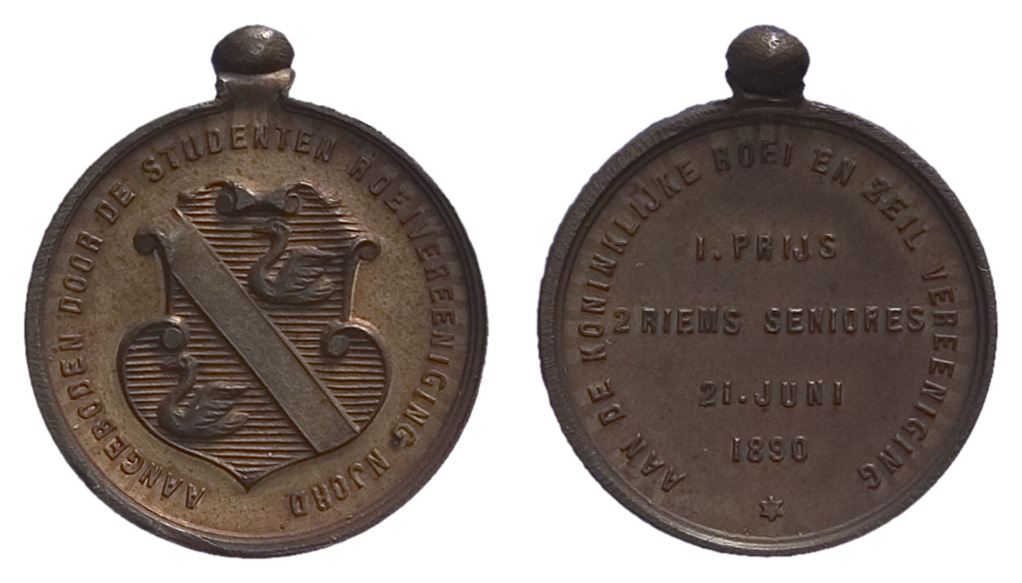 AANGEBODEN DOOR DE STUDENTEN ROEIVEREENIGING NJORD
AAN DE KONINKLIJKE ROEI EN ZEIL VEREENIGING
1. PRIJS
2 RIEMS SENIORES
21. JUNI
1890